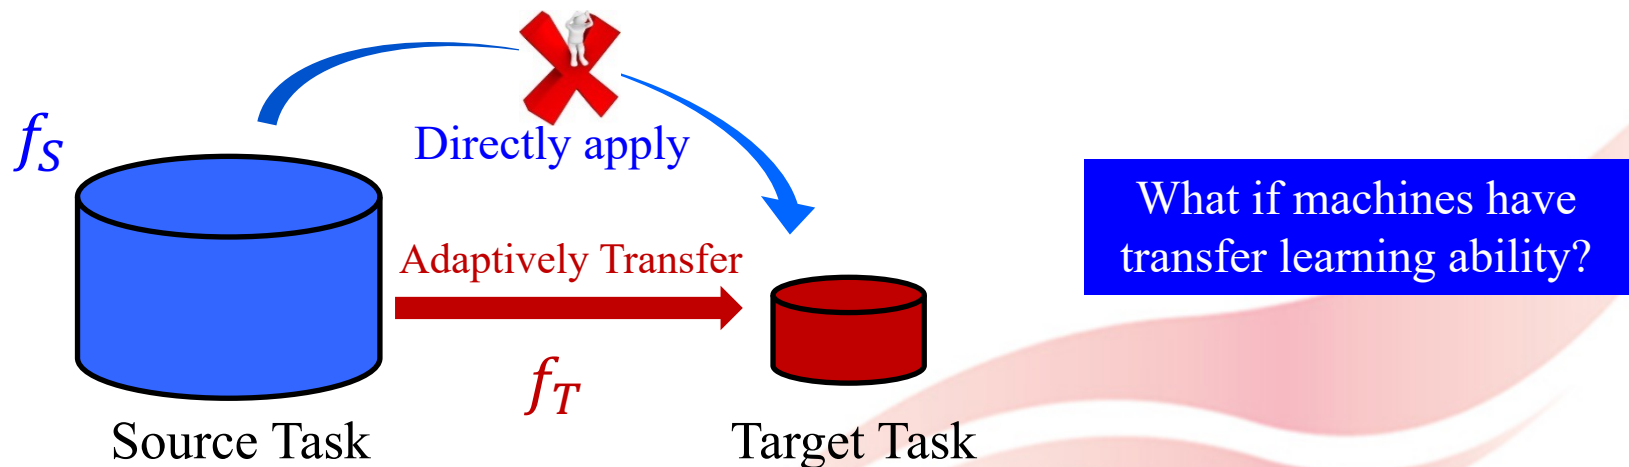 f_S
Directly apply
What if machines have
transfer learning ability?
Adaptively Transfer
f_T
Source Task
Target Task